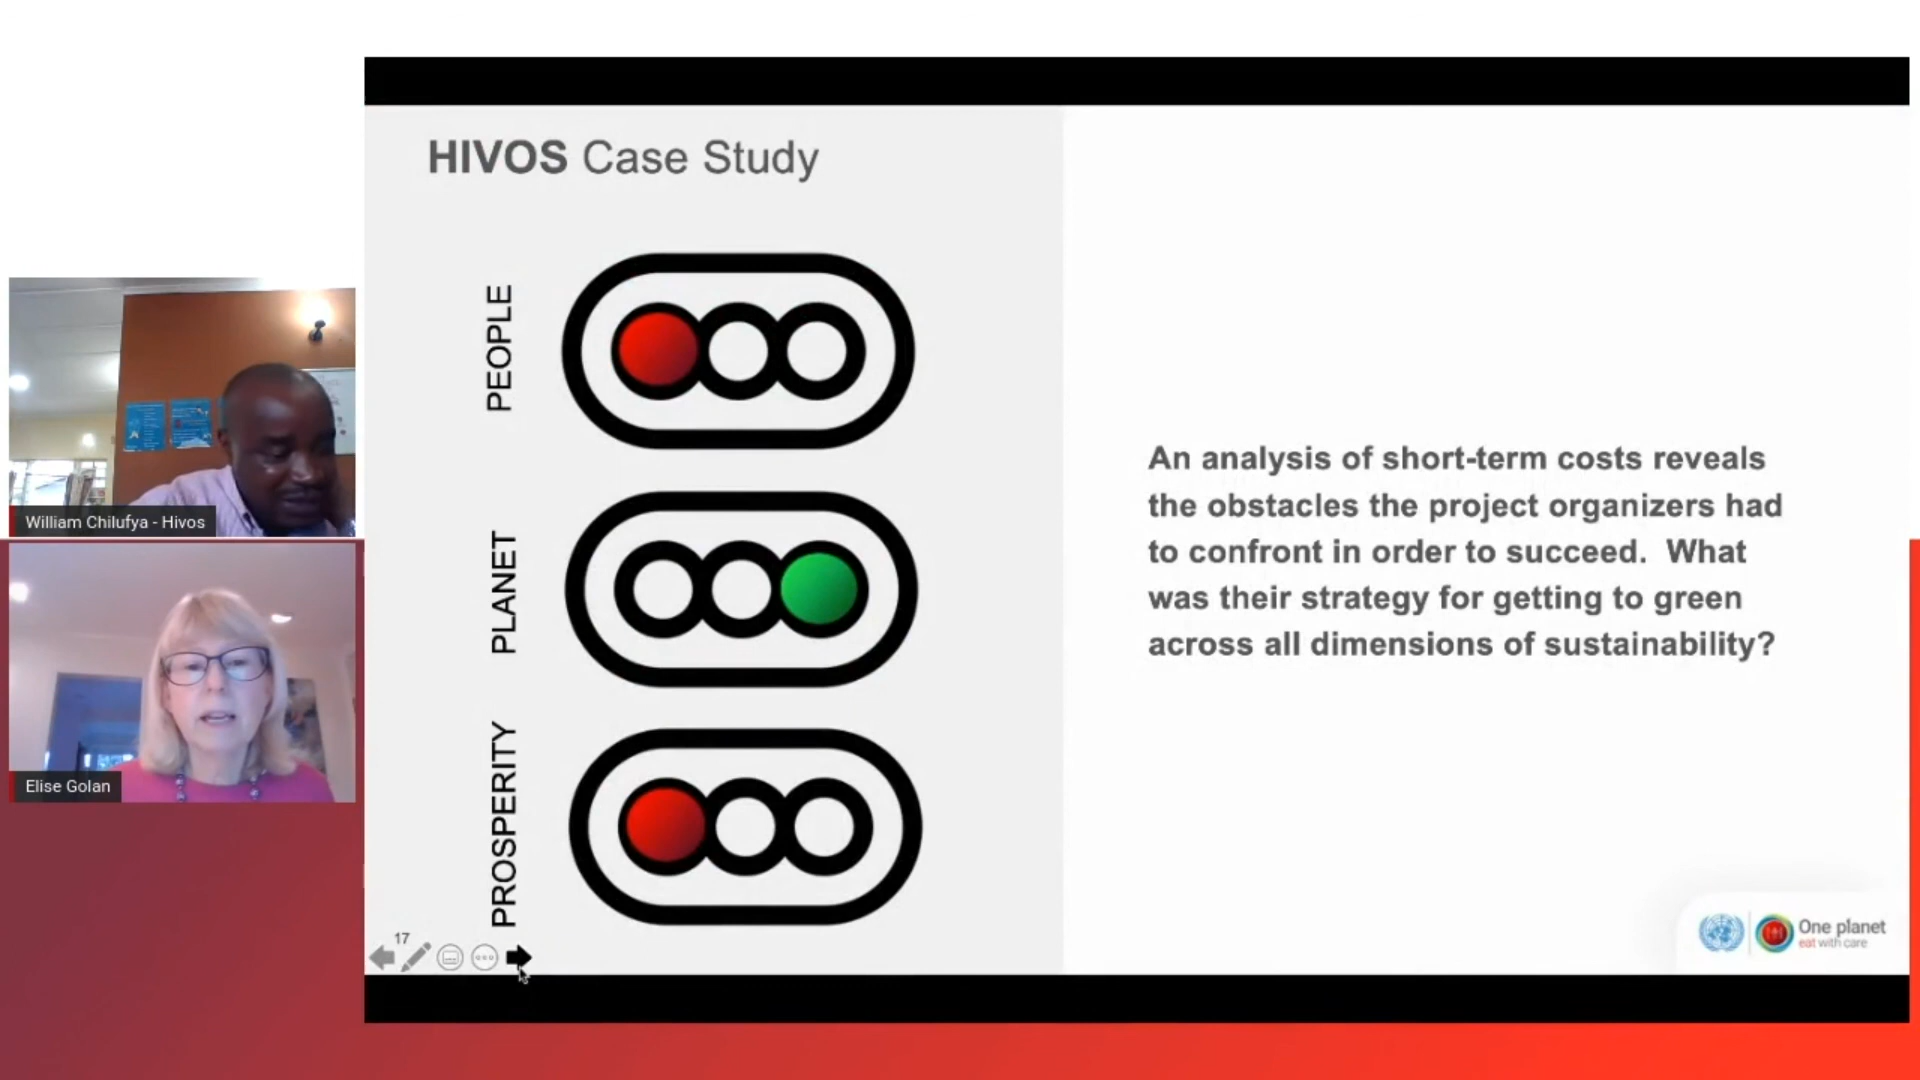 HIVOS Case Study
PEOPLE
PLANET
PROSPERITY
An analysis of short-term costs reveals
the obstacles the project organizers had
to confront in order to succeed.  What
was their strategy for getting to green
across all dimensions of sustainability?
William Chilufya - Hivos
Elise Golan
17
One planet
eat with care